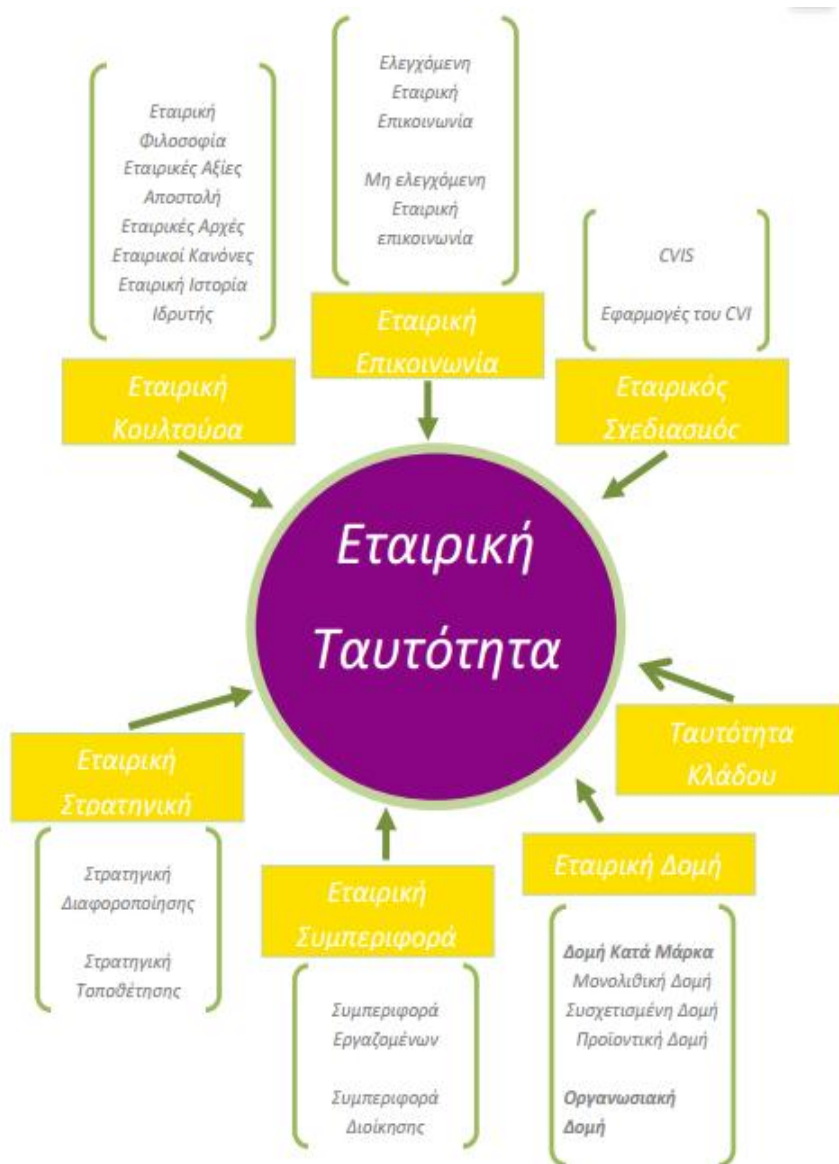 Εταιρική
Φιλοσοφία
Εταιρικές Αξίες
Αποστολή
Εταιρικές Αρχές
Εταιρικοί Κανόνες
Εταιρική Ιστορία
Ιδρυτής
Εταιρική
Κουλτούρα
Ελεγχόμενη
Εταιρική
Επικοινωνία
Μη ελεγχόμενη
Εταιρική
επικοινωνία
Εταιρική
Επικοινωνία
CVIS
Εφαρμογές του CVI
Εταιρικός
Σχεδιασμός
Εταιρική
Ταυτότητα
Εταιρική
Στρατηγική
Στρατηγική
Διαφοροποίησης
Στρατηγική
Τοποθέτησης
Εταιρική
Συμπεριφορά
Συμπεριφορά
Εργαζομένων
Συμπεριφορά
Διοίκησης
Ταυτότητα
Κλάδου
Εταιρική Δομή
Δομή Κατά Μάρκα
Μονολιθική Δομή
Συσχετισμένη Δομή
Προϊοντική Δομή
Οργανωσιακή
Δομή